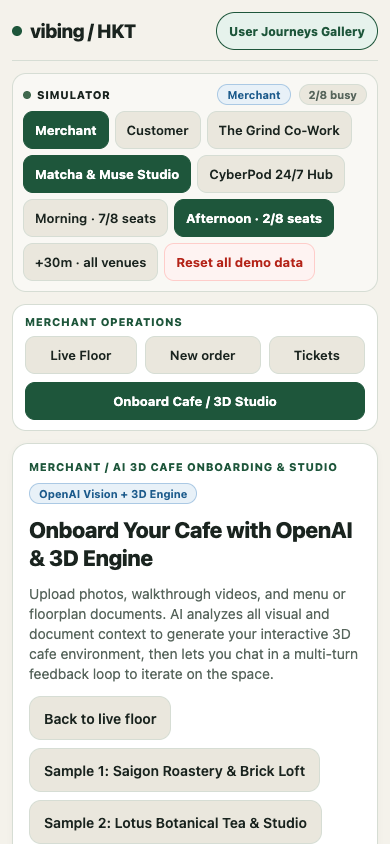 vibing / HKT
User Journeys Gallery
SIMULATOR
Merchant
2/8 busy
Merchant
Customer
The Grind Co-Work
Matcha & Muse Studio
CyberPod 24/7 Hub
Morning · 7/8 seats
Afternoon · 2/8 seats
+30m · all venues
Reset all demo data
MERCHANT OPERATIONS
Live Floor
New order
Tickets
Onboard Cafe / 3D Studio
MERCHANT / AI 3D CAFE ONBOARDING & STUDIO
OpenAI Vision + 3D Engine
Onboard Your Cafe with OpenAI
& 3D Engine
Upload photos, walkthrough videos, and menu or
floorplan documents. AI analyzes all visual and
document context to generate your interactive 3D
cafe environment, then lets you chat in a multi-turn
feedback loop to iterate on the space.
Back to live floor
Sample 1: Saigon Roastery & Brick Loft
Sample 2: Lotus Botanical Tea & Studio